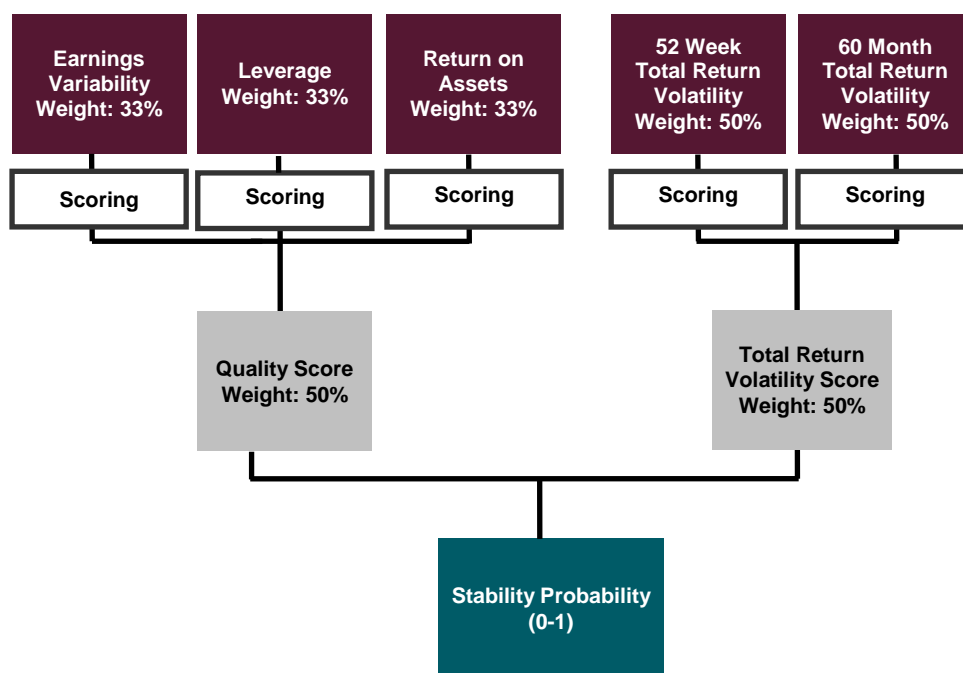 Earnings
Variability
Weight: 33%
Leverage
Weight: 33%
Return on
Assets
Weight: 33%
52 Week
Total Return
Volatility
Weight: 50%
60 Month
Total Return
Volatility
Weight: 50%
Scoring
Scoring
Scoring
Scoring
Scoring
Quality Score
Weight: 50%
Total Return
Volatility Score
Weight: 50%
Stability Probability
(0-1)